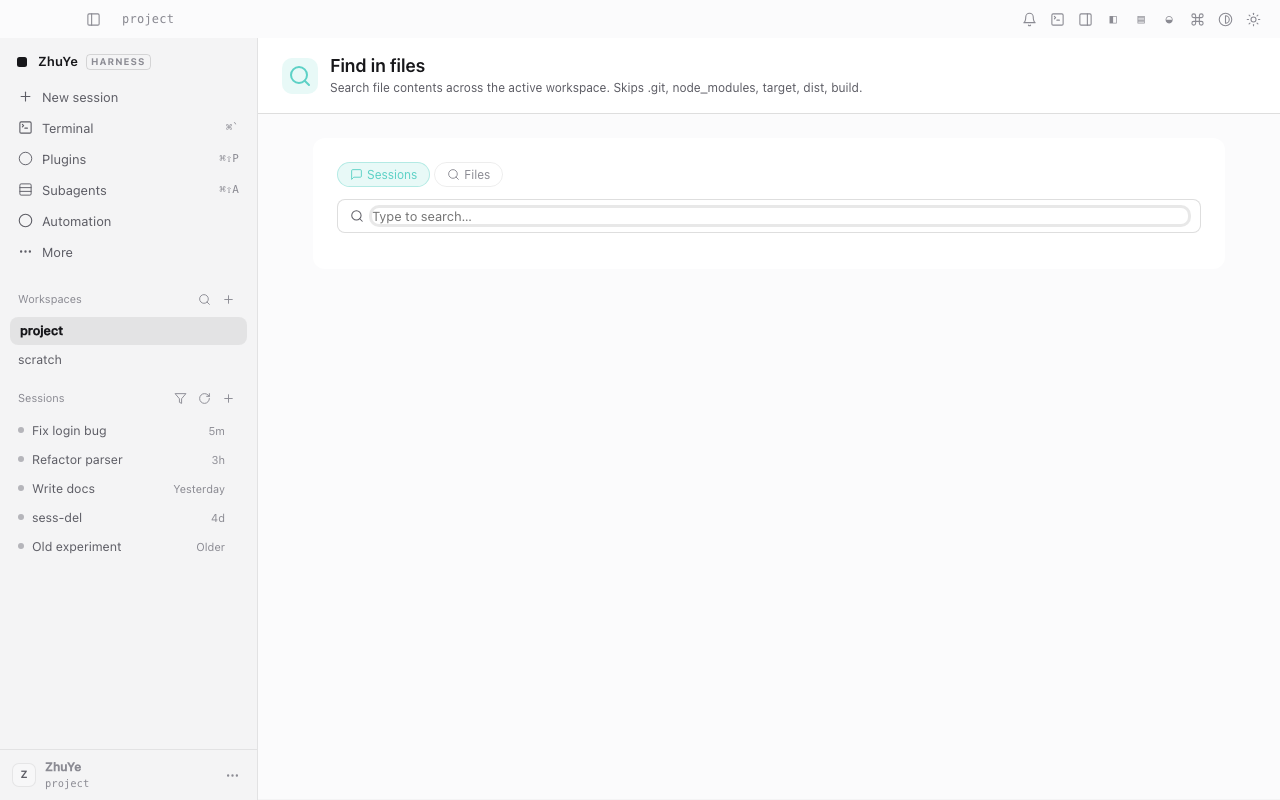 project
ZhuYe HARNESS
New session
Terminal ⌘`
Plugins ⌘⇧P
Subagents ⌘⇧A
Automation
More
Workspaces
project
scratch
Sessions
Fix login bug 5m
Refactor parser 3h
Write docs Yesterday
sess-del 4d
Old experiment Older
Z ZhuYe
project
Find in files
Search file contents across the active workspace. Skips .git, node_modules, target, dist, build.
Sessions Files
Type to search...